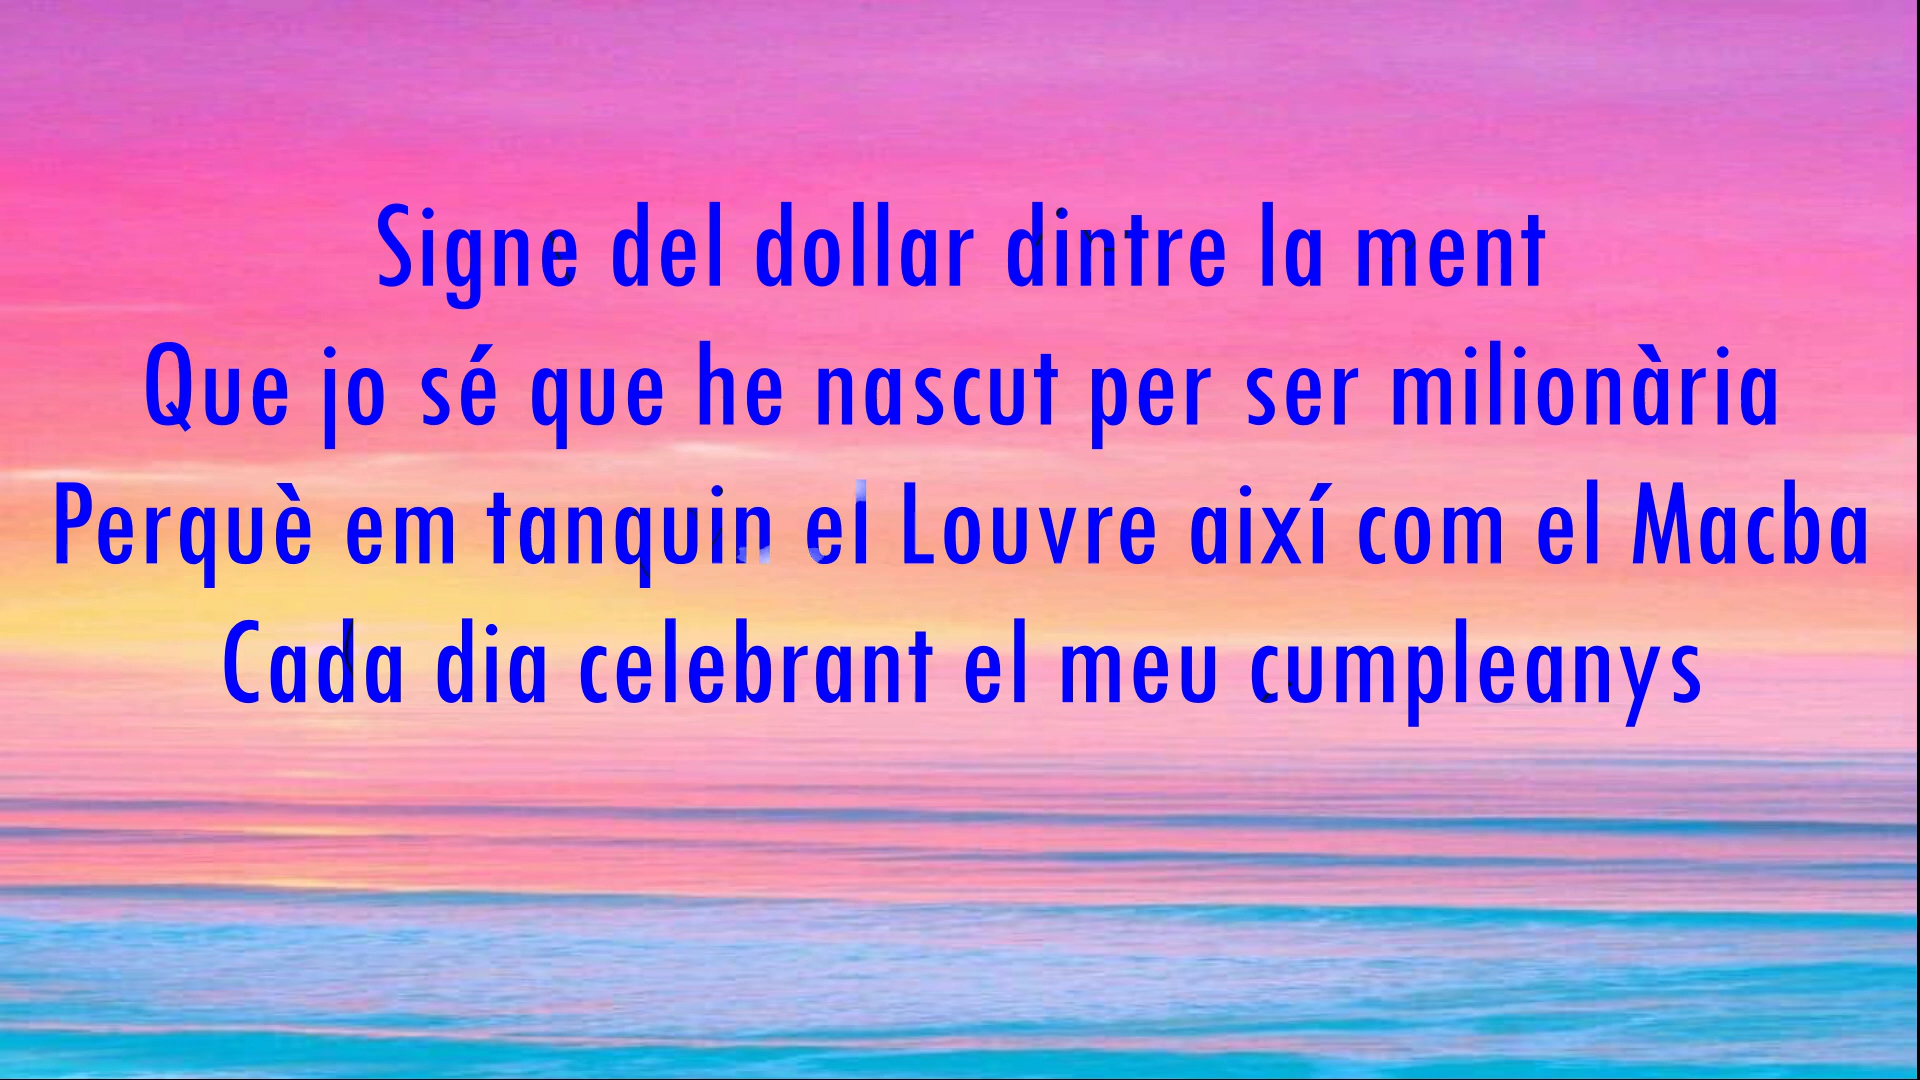 Signe del dollar dintre la ment
Que jo sé que he nascut per ser milionària
Perquè em tanquin el Louvre així com el Macba
Cada dia celebrant el meu cumpleanys